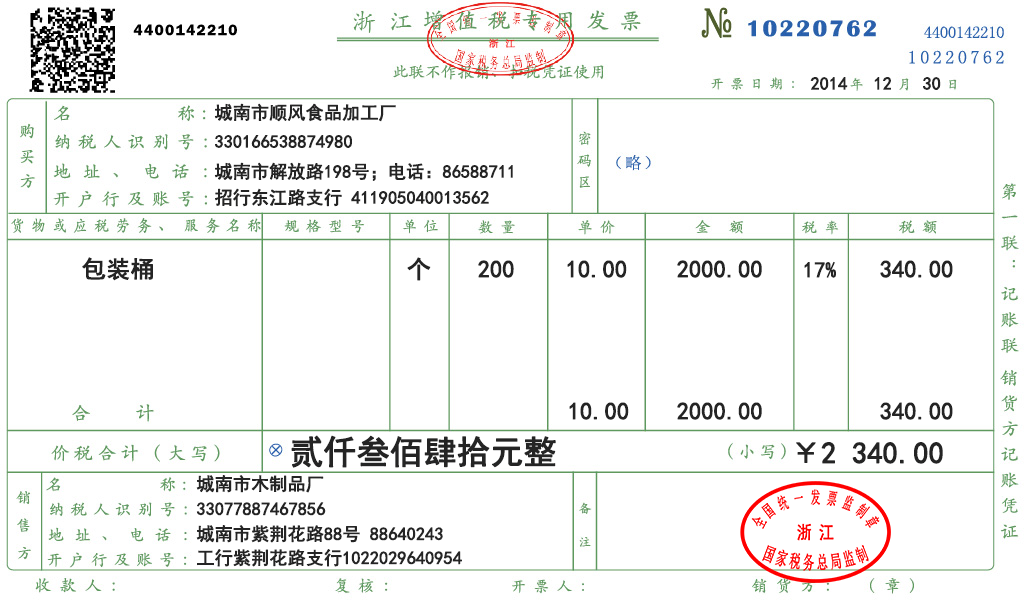 4400142210
浙江增值税专用发票
全国统一发票监制章
浙江
国家税务总局监制
此联不作报销、扣税凭证使用
№ 10220762
4400142210
10220762
开票日期： 2014年 12 月 30 日
购买方
名 称：城南市顺风食品加工厂
纳税人识别号：330166538874980
地址、电话：城南市解放路198号；电话：86588711
开户行及账号：招行东江路支行 411905040013562
密码区
（略）
货物或应税劳务、服务名称 规格型号 单位 数量 单价 金额 税率 税额
包装桶 个 200 10.00 2000.00 17% 340.00
合 计 10.00 2000.00 340.00
价税合计（大写） ⊗ 贰仟叁佰肆拾元整 （小写）￥2 340.00
销售方
名 称：城南市木制品厂
纳税人识别号：33077887467856
地址、电话：城南市紫荆花路88号 88640243
开户行及账号：工行紫荆花路支行1022029640954
备注
全国统一发票监制章
浙江
国家税务总局监制
收款人： 复核： 开票人： 销货方：（章）
第一联：记账联 销货方记账凭证